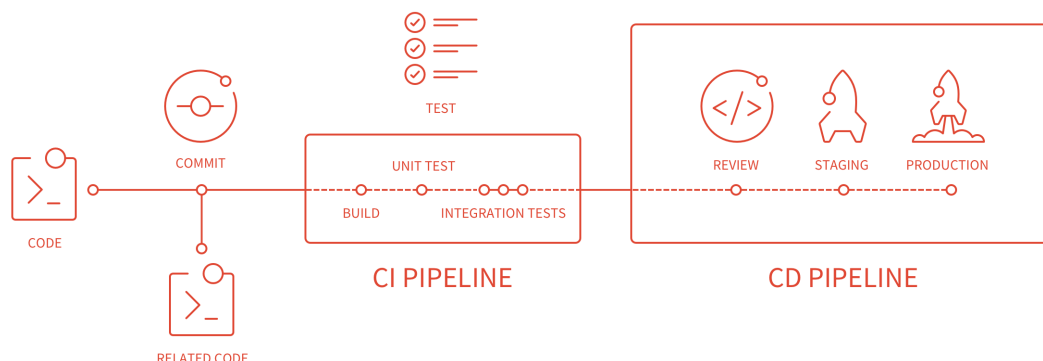 TEST
COMMIT
UNIT TEST
REVIEW
STAGING
PRODUCTION
BUILD
INTEGRATION TESTS
CODE
CI PIPELINE
CD PIPELINE
RELATED CODE